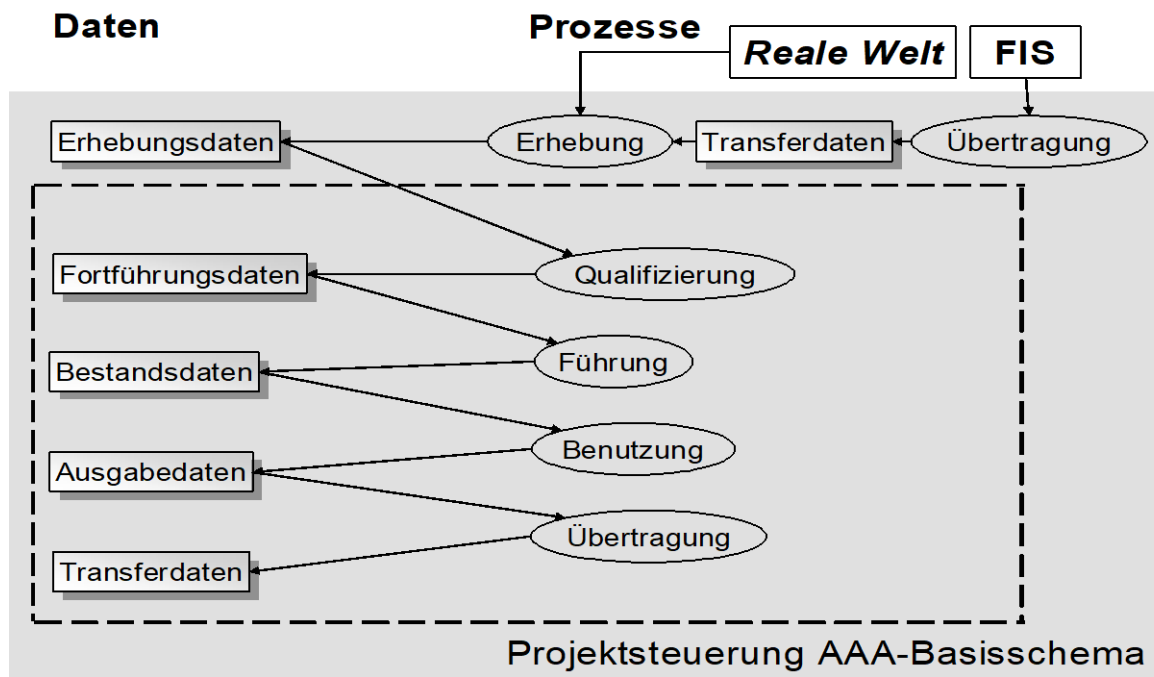 Daten
Prozesse
Reale Welt
FIS
Erhebungsdaten
Erhebung
Transferdaten
Übertragung
Fortführungsdaten
Qualifizierung
Führung
Bestandsdaten
Benutzung
Ausgabedaten
Übertragung
Transferdaten
Projektsteuerung AAA-Basisschema